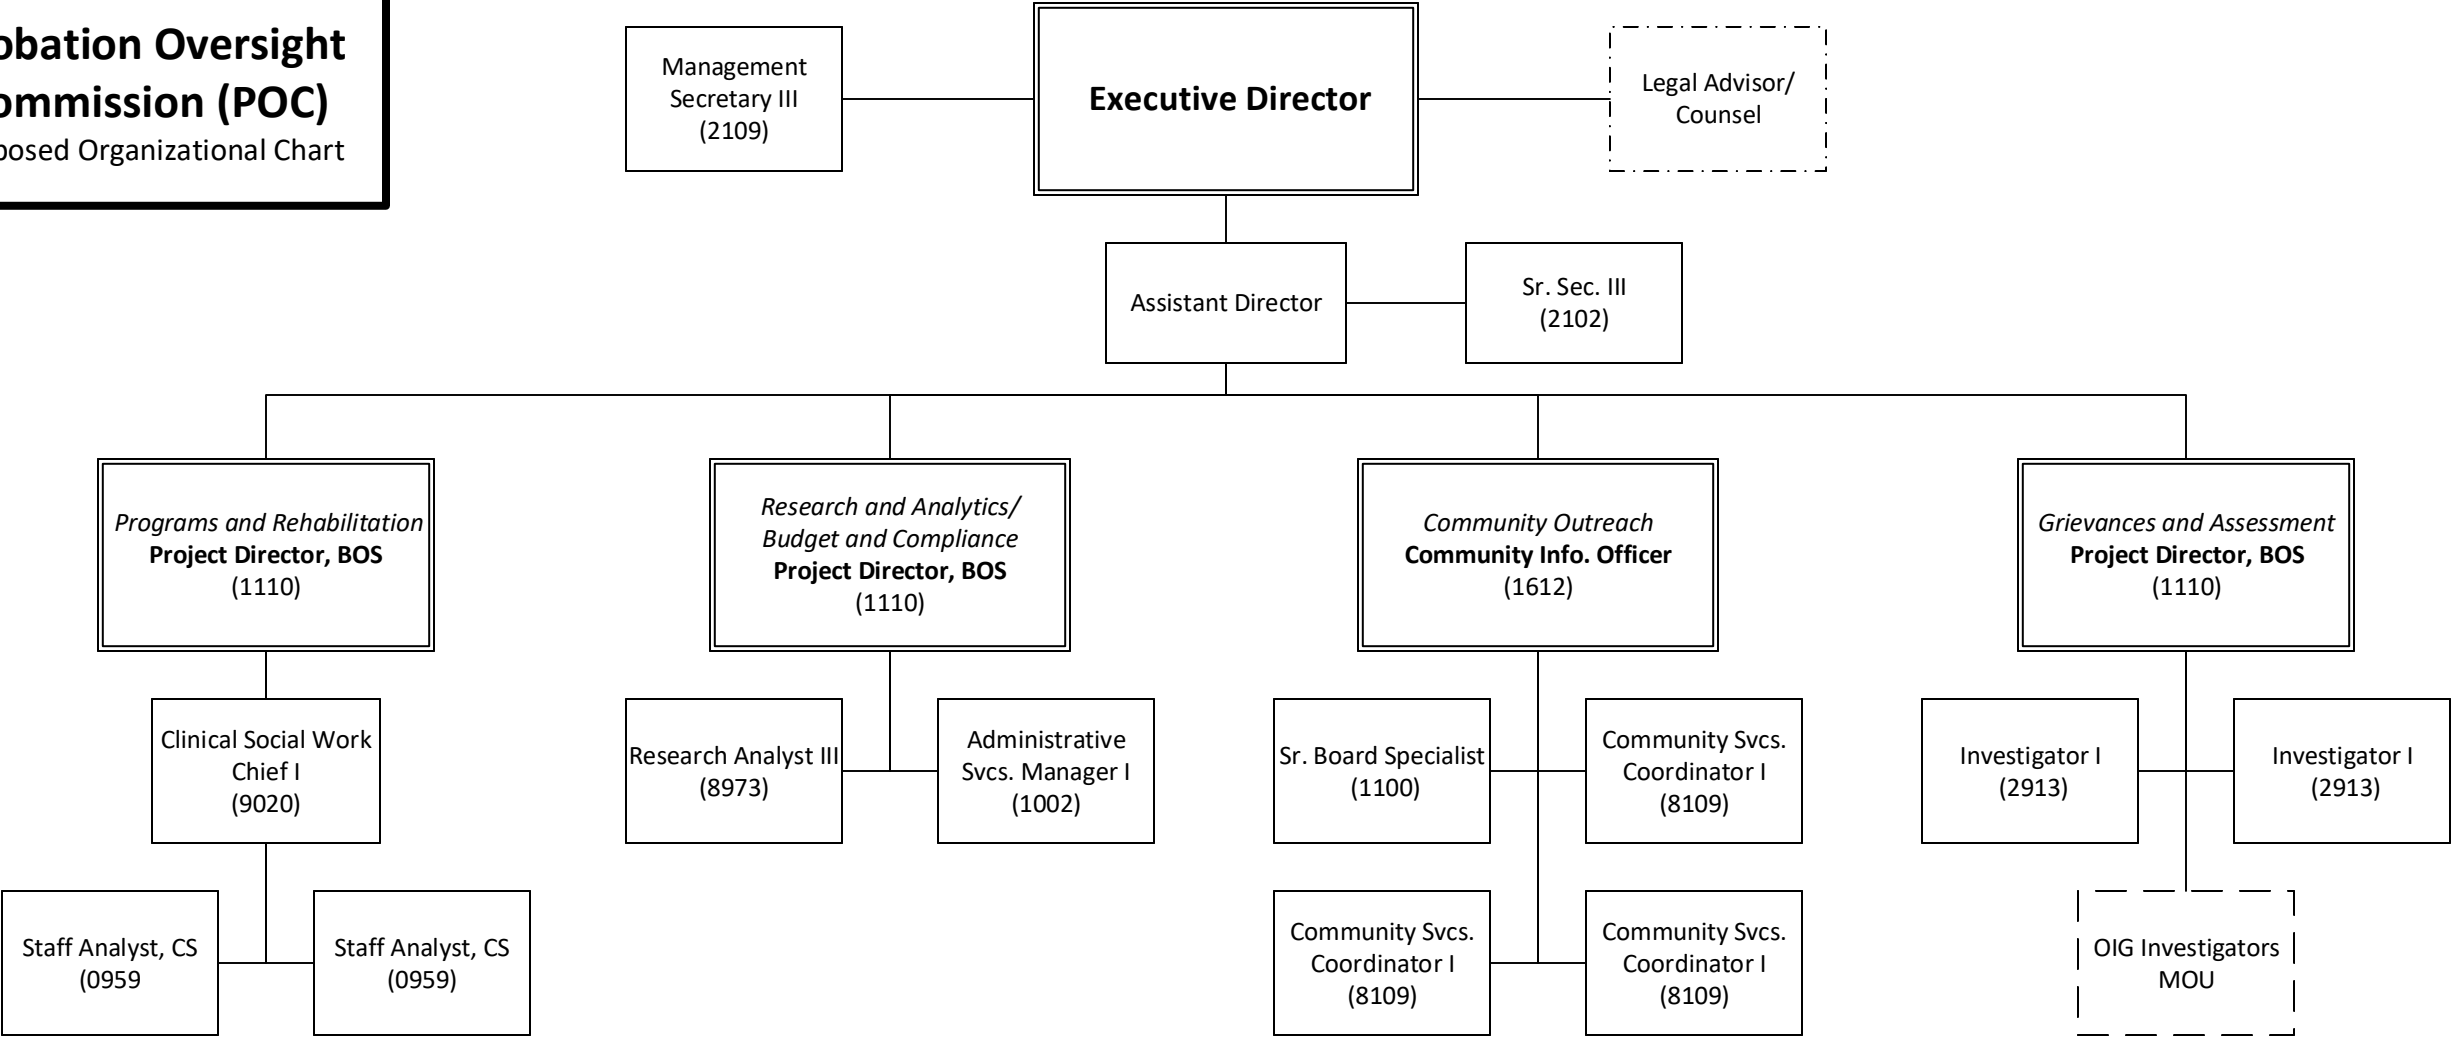 obation Oversight
ommission (POC)
posed Organizational Chart
Management
Secretary III
(2109)
Executive Director
Legal Advisor/
Counsel
Assistant Director
Sr. Sec. III
(2102)
Programs and Rehabilitation
Project Director, BOS
(1110)
Research and Analytics/
Budget and Compliance
Project Director, BOS
(1110)
Community Outreach
Community Info. Officer
(1612)
Grievances and Assessment
Project Director, BOS
(1110)
Clinical Social Work
Chief I
(9020)
Research Analyst III
(8973)
Administrative
Svcs. Manager I
(1002)
Sr. Board Specialist
(1100)
Community Svcs.
Coordinator I
(8109)
Investigator I
(2913)
Investigator I
(2913)
Staff Analyst, CS
(0959
Staff Analyst, CS
(0959)
Community Svcs.
Coordinator I
(8109)
Community Svcs.
Coordinator I
(8109)
OIG Investigators
MOU